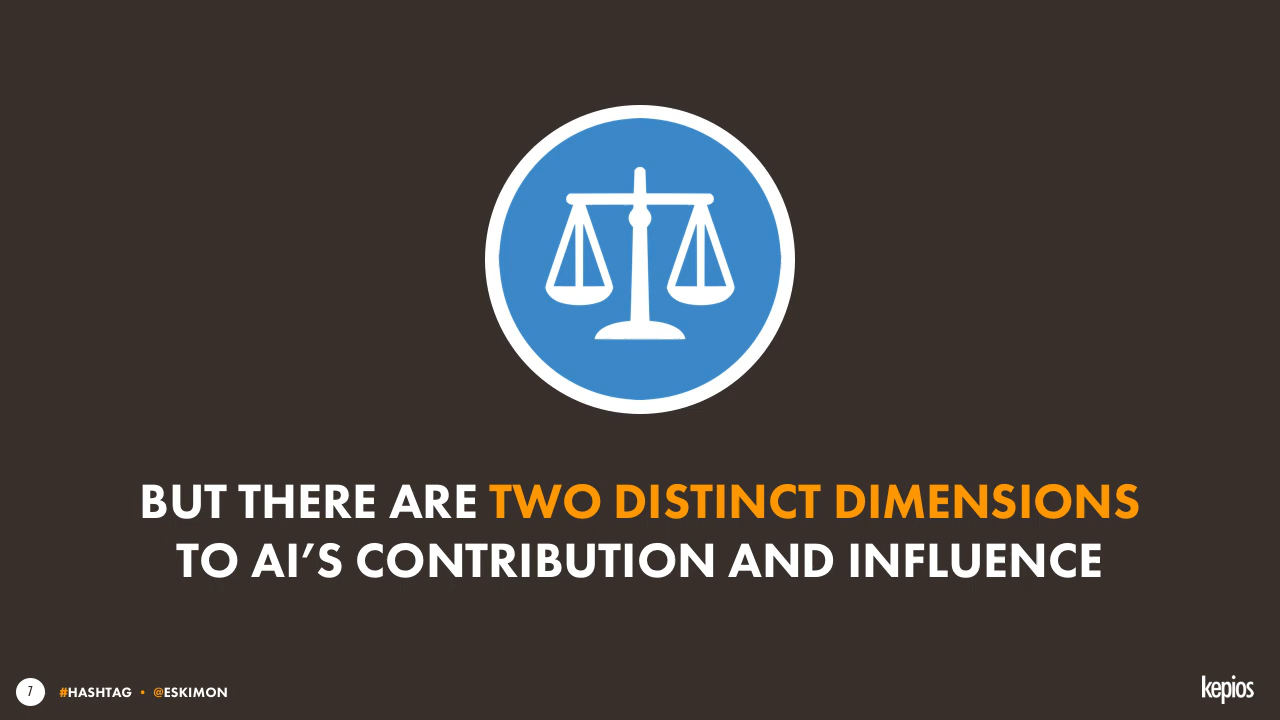 BUT THERE ARE TWO DISTINCT DIMENSIONS
TO AI’S CONTRIBUTION AND INFLUENCE
7 #HASHTAG • @ESKIMON
kepios